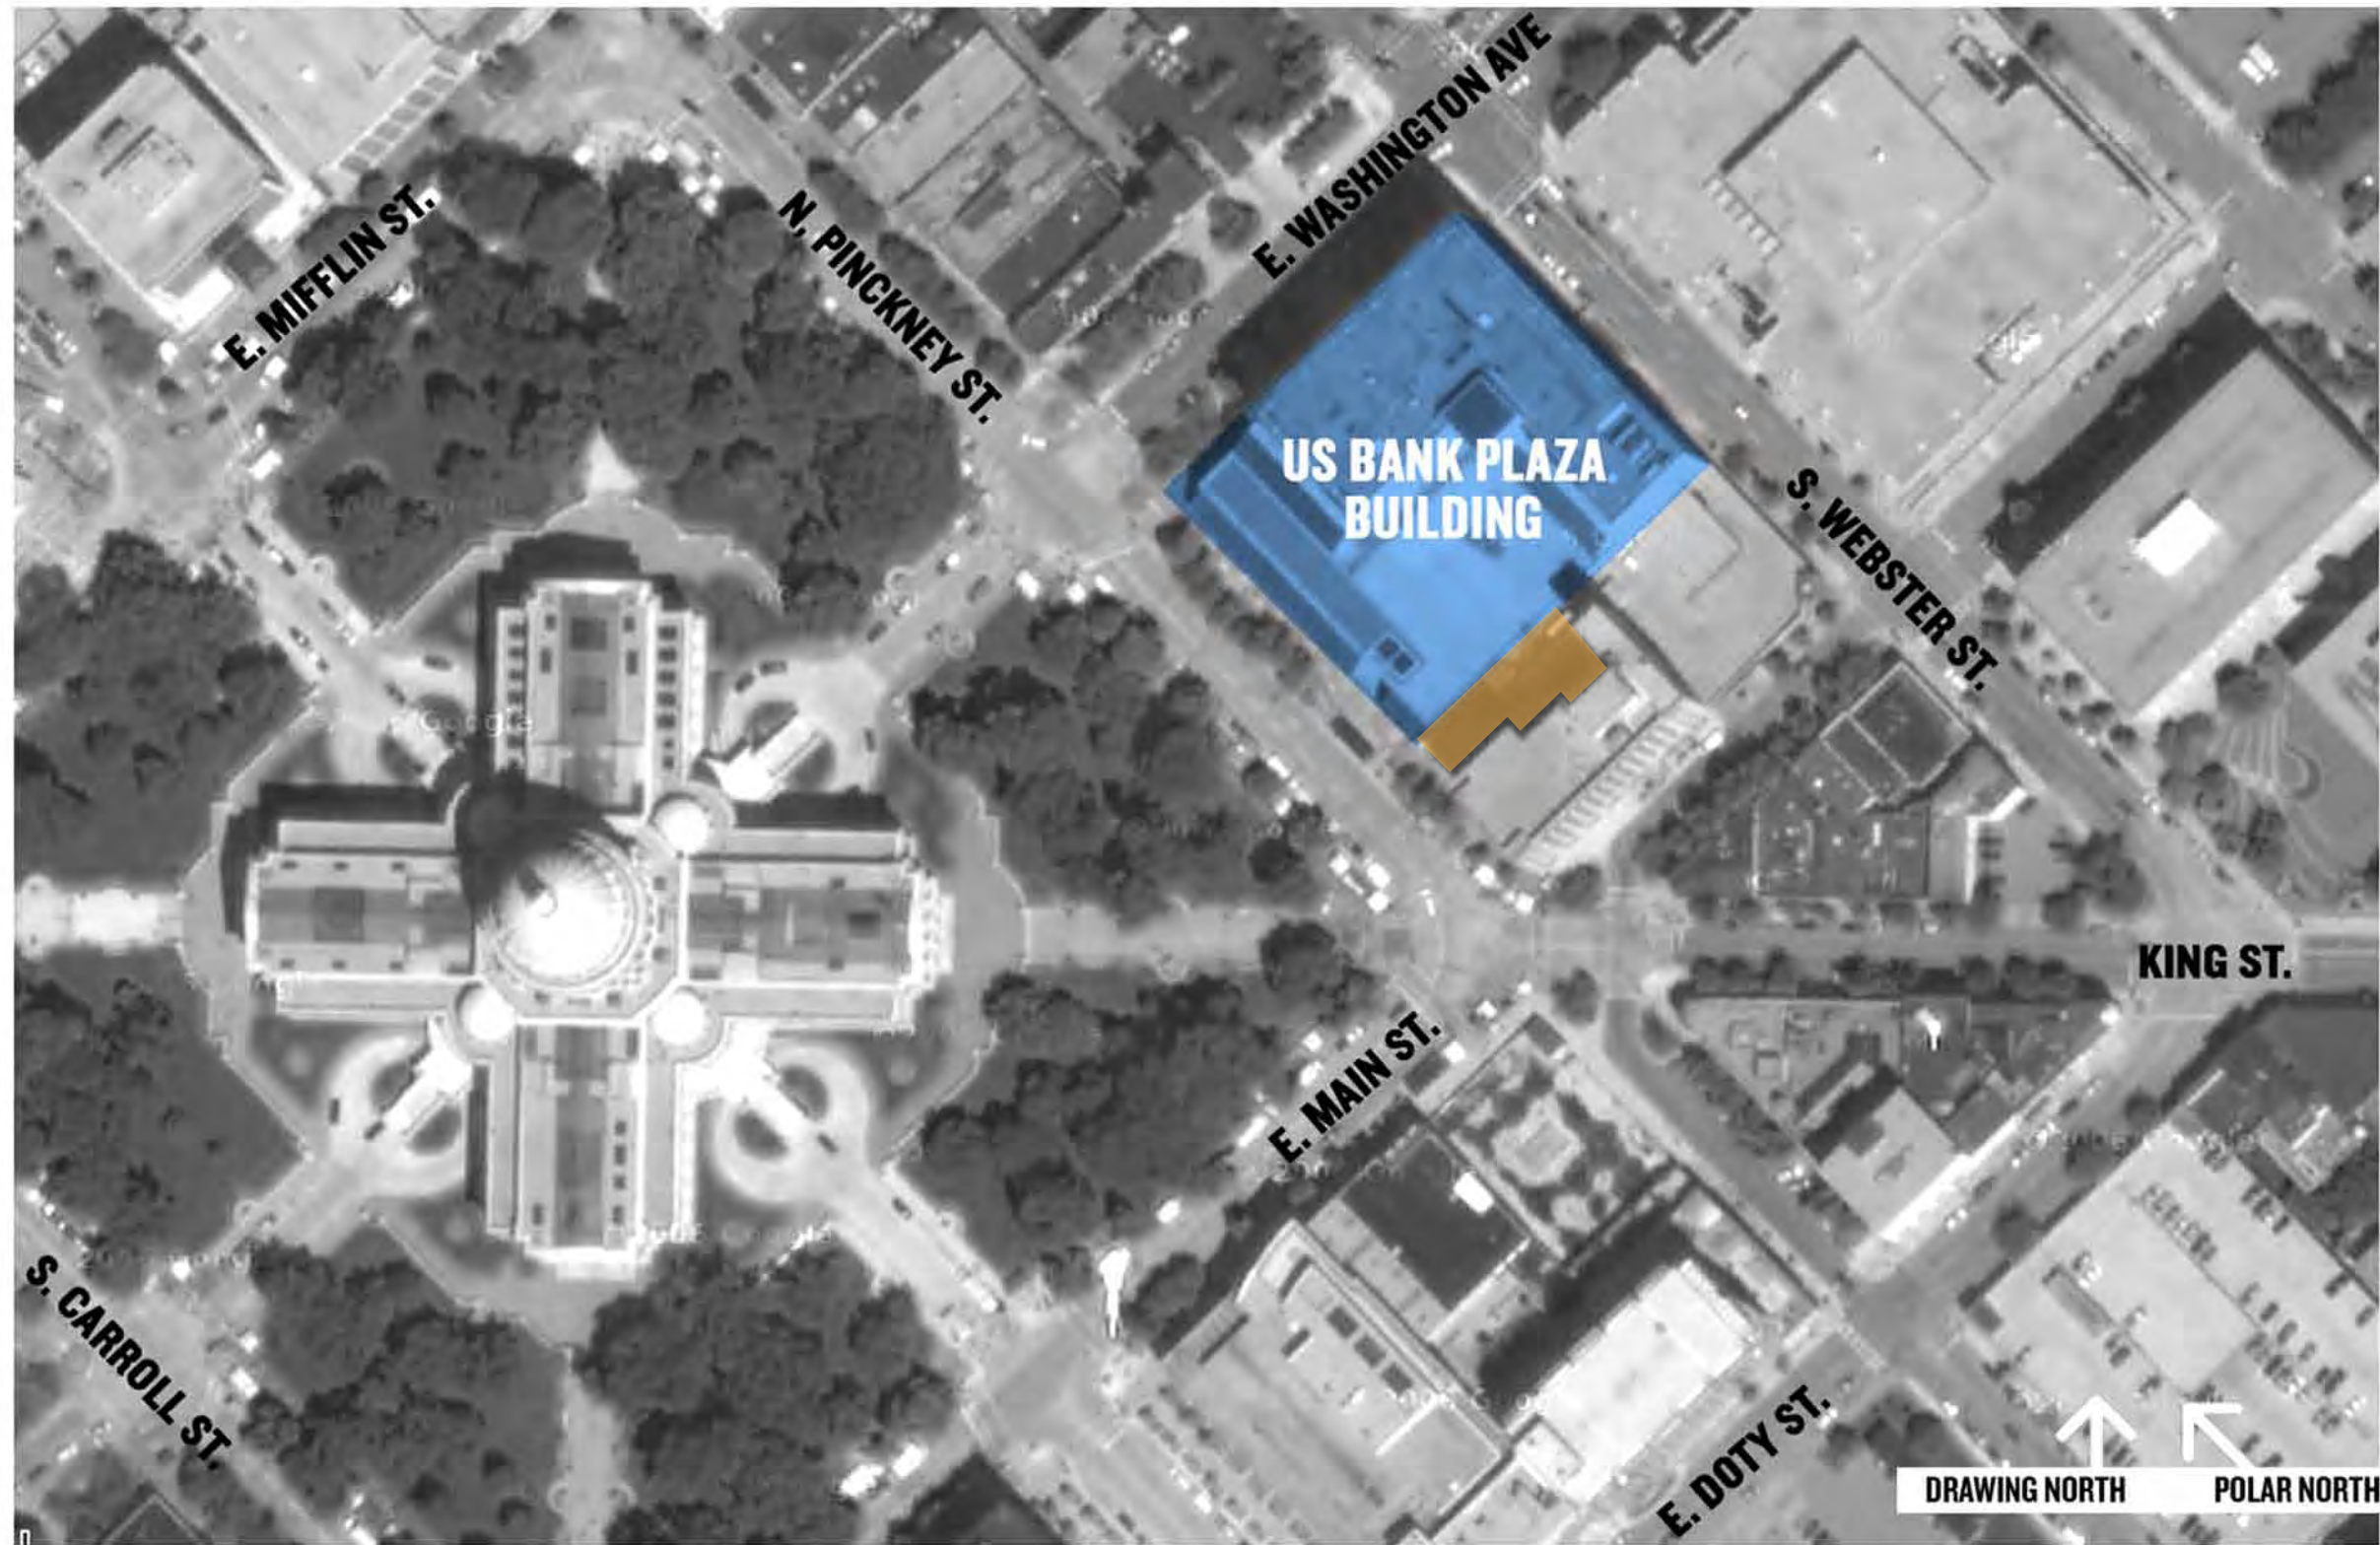 E. WASHINGTON AVE
E. MIFFLIN ST.
N. PINCKNEY ST.
US BANK PLAZA
BUILDING
S. WEBSTER ST.
KING ST.
E. MAIN ST.
S. CARROLL ST.
E. DOTY ST.
DRAWING NORTH
POLAR NORTH